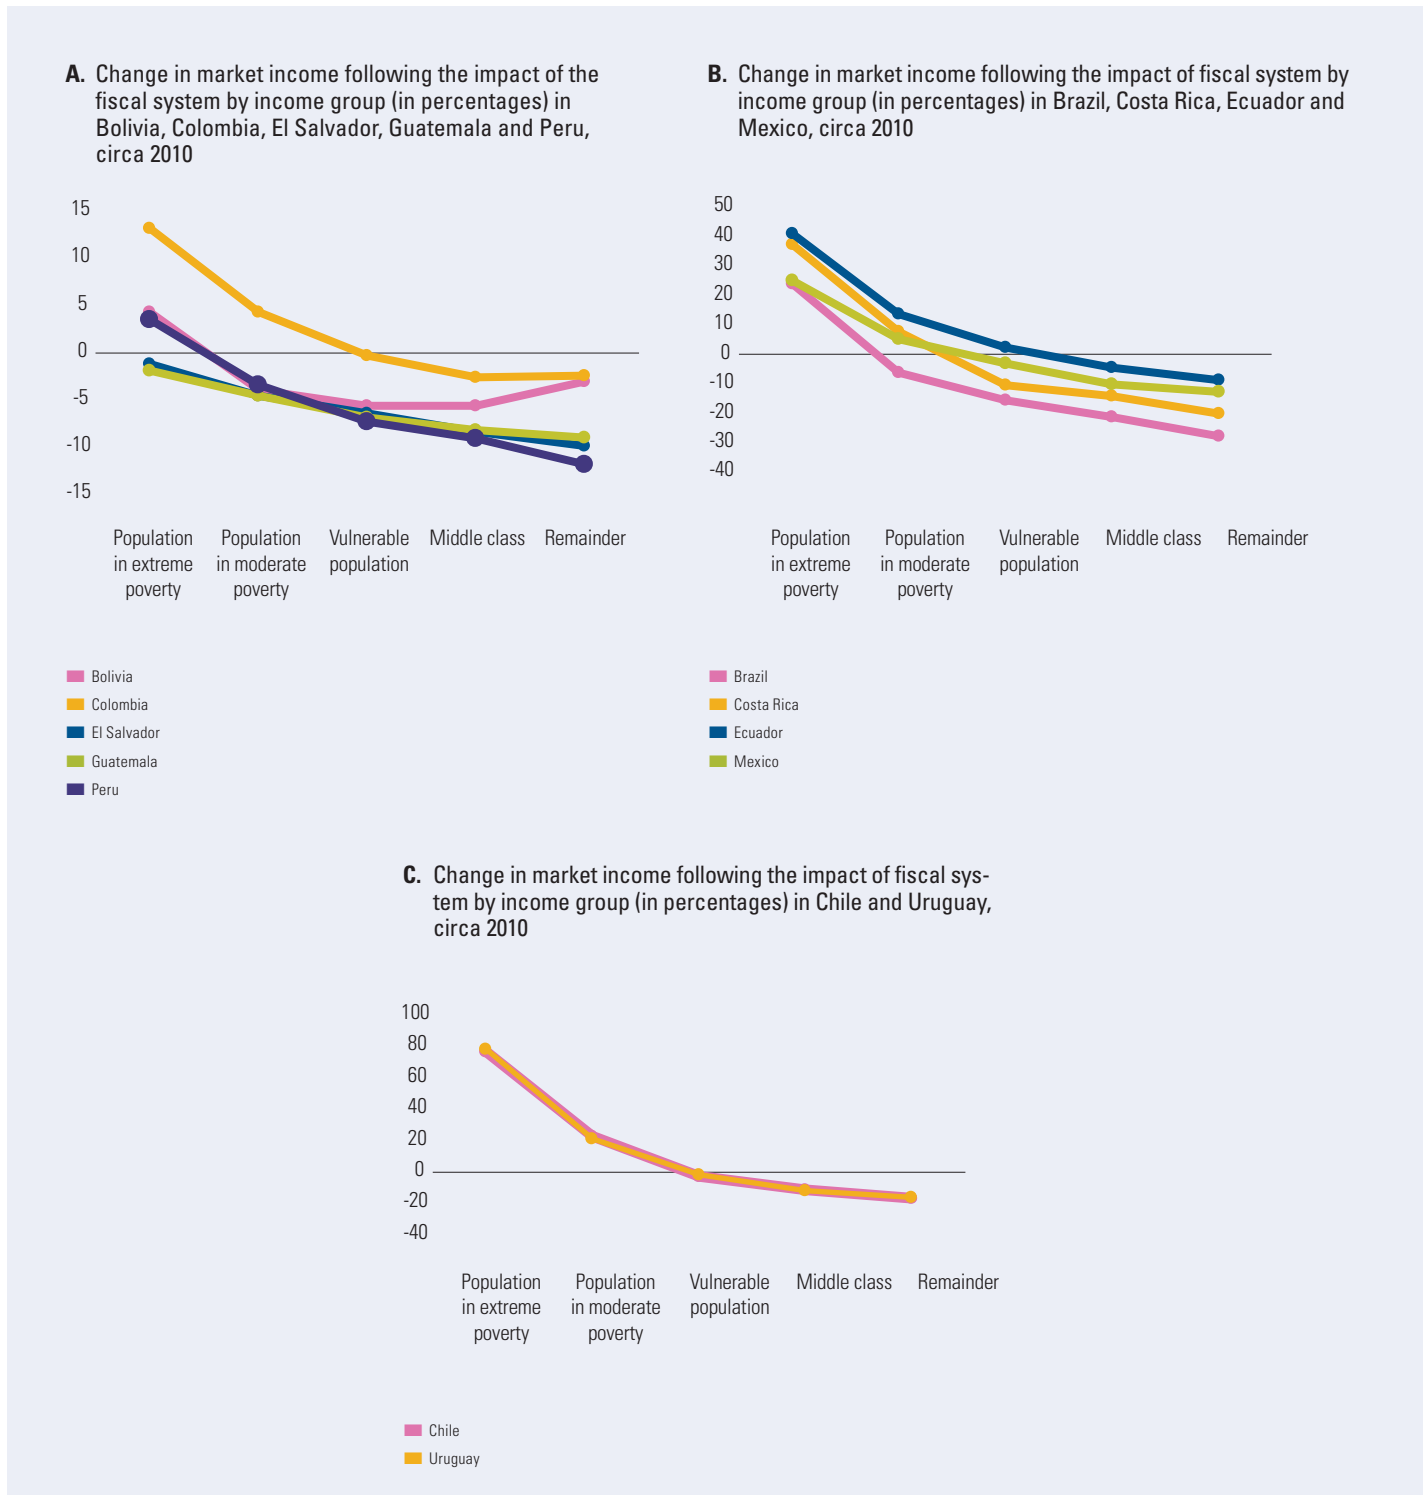 A. Change in market income following the impact of the
fiscal system by income group (in percentages) in
Bolivia, Colombia, El Salvador, Guatemala and Peru,
circa 2010
15
10
5
0
-5
-10
-15
Population
in extreme
poverty
Population
in moderate
poverty
Vulnerable
population
Middle class
Remainder
Bolivia
Colombia
El Salvador
Guatemala
Peru
B. Change in market income following the impact of fiscal system by
income group (in percentages) in Brazil, Costa Rica, Ecuador and
Mexico, circa 2010
50
40
30
20
10
0
-10
-20
-30
-40
Population
in extreme
poverty
Population
in moderate
poverty
Vulnerable
population
Middle class
Remainder
Brazil
Costa Rica
Ecuador
Mexico
C. Change in market income following the impact of fiscal sys-
tem by income group (in percentages) in Chile and Uruguay,
circa 2010
100
80
60
40
20
0
-20
-40
Population
in extreme
poverty
Population
in moderate
poverty
Vulnerable
population
Middle class
Remainder
Chile
Uruguay